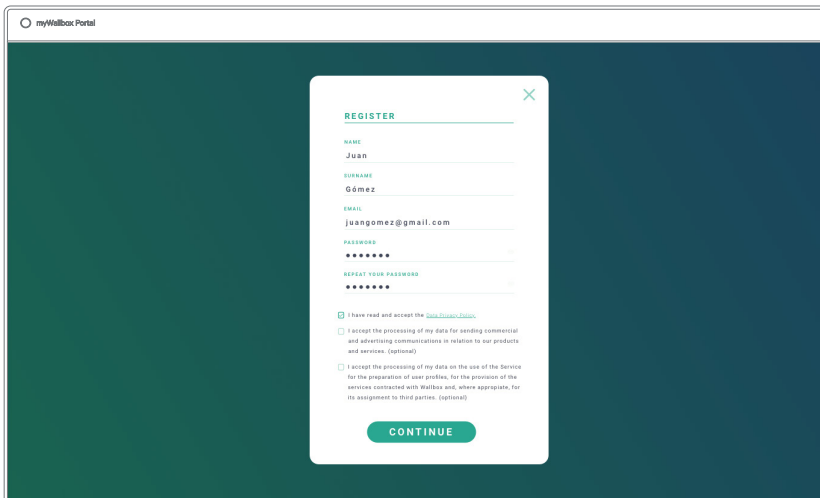 myWallbox Portal
REGISTER
NAME
Juan
SURNAME
Gómez
EMAIL
juangomez@gmail.com
PASSWORD
●●●●●●●
REPEAT YOUR PASSWORD
●●●●●●●
I have read and accept the Data Privacy Policy.
I accept the processing of my data for sending commercial
and advertising communications in relation to our products
and services. (optional)
I accept the processing of my data on the use of the Service
for the preparation of user profiles, for the provision of the
services contracted with Wallbox and, where appropiate, for
its assignment to third parties. (optional)
CONTINUE